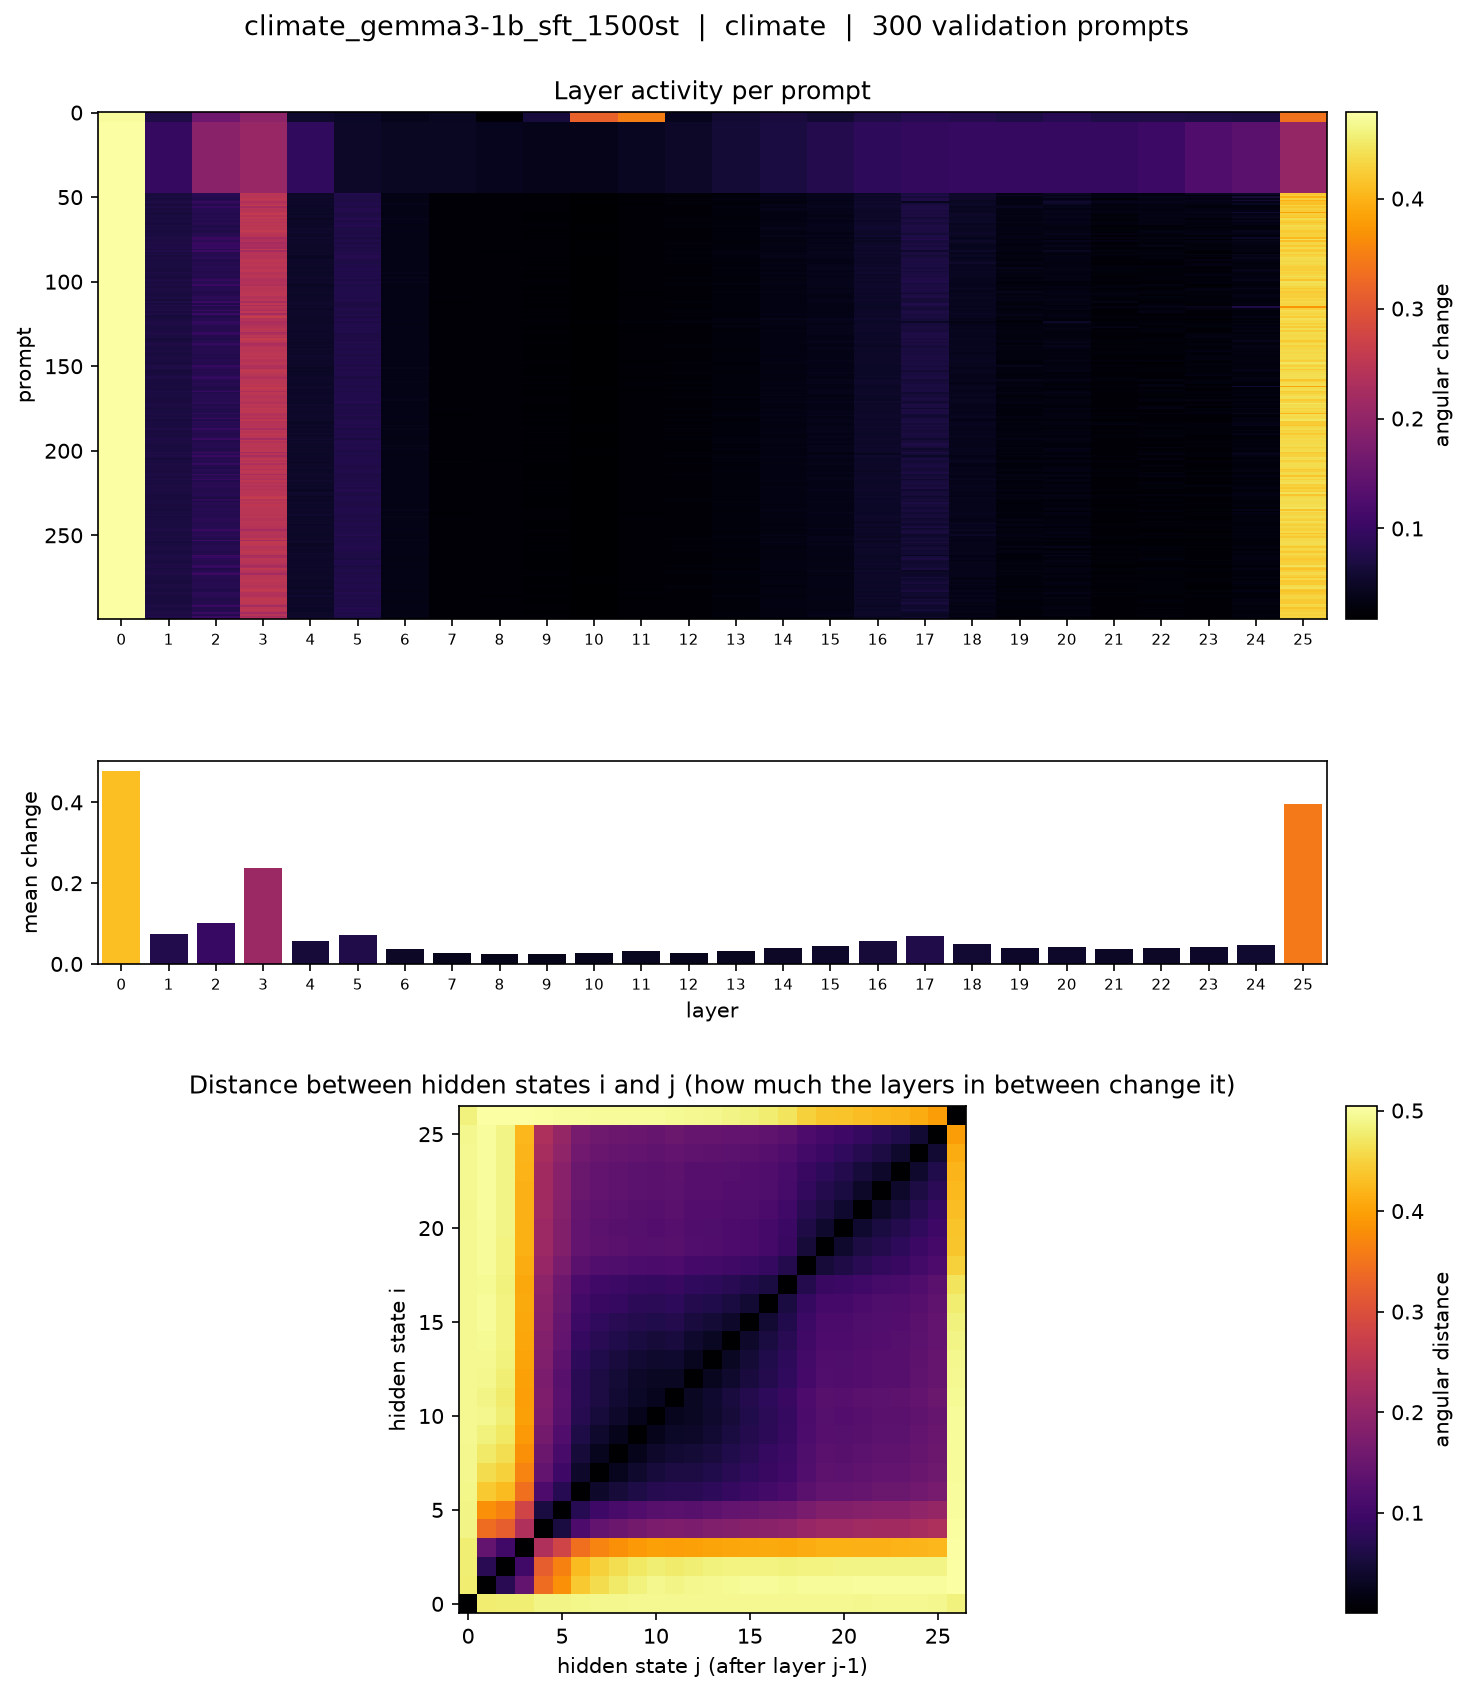 climate_gemma3-1b_sft_1500st  |  climate  |  300 validation prompts
Layer activity per prompt
prompt
0
50
100
150
200
250
0 1 2 3 4 5 6 7 8 9 10 11 12 13 14 15 16 17 18 19 20 21 22 23 24 25
0.4
0.3
0.2
0.1
angular change
mean change
0.4
0.2
0.0
0 1 2 3 4 5 6 7 8 9 10 11 12 13 14 15 16 17 18 19 20 21 22 23 24 25
layer
Distance between hidden states i and j (how much the layers in between change it)
hidden state i
25
20
15
10
5
0
0 5 10 15 20 25
hidden state j (after layer j-1)
0.5
0.4
0.3
0.2
0.1
angular distance